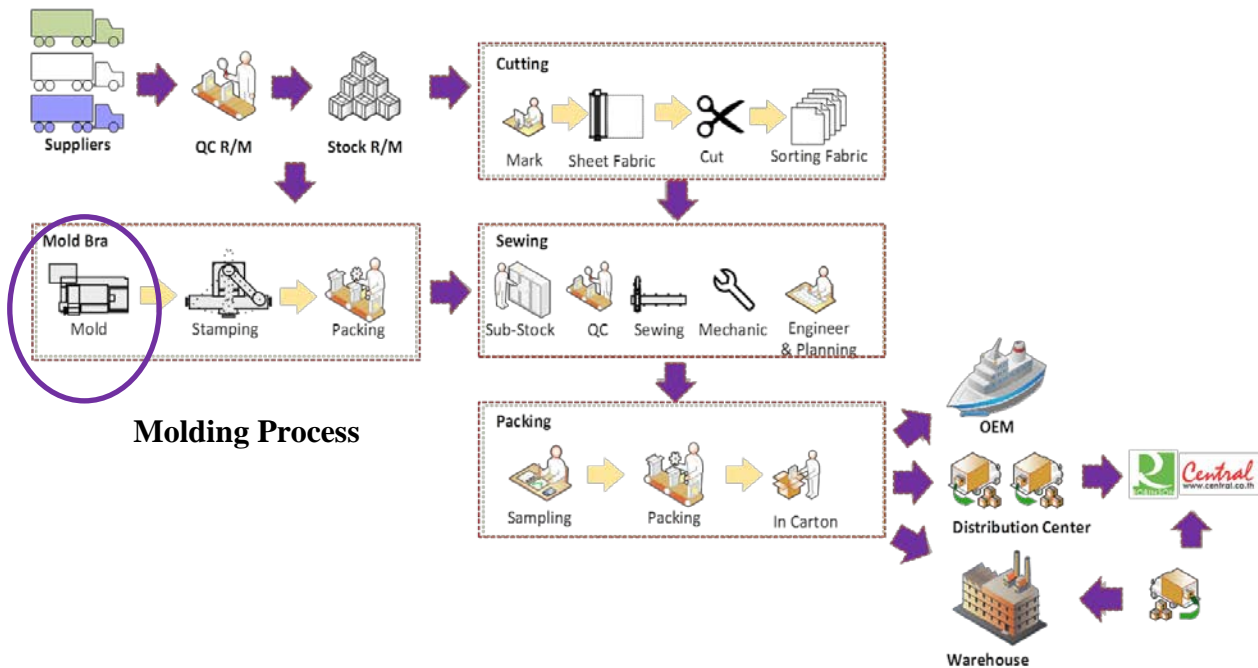 Suppliers
QC R/M
Stock R/M
Cutting
Mark
Sheet Fabric
Cut
Sorting Fabric
Mold Bra
Mold
Stamping
Packing
Sewing
Sub-Stock
QC
Sewing
Mechanic
Engineer
& Planning
Molding Process
Packing
Sampling
Packing
In Carton
OEM
Distribution Center
R
ROBINSON
Central
www.central.co.th
Warehouse